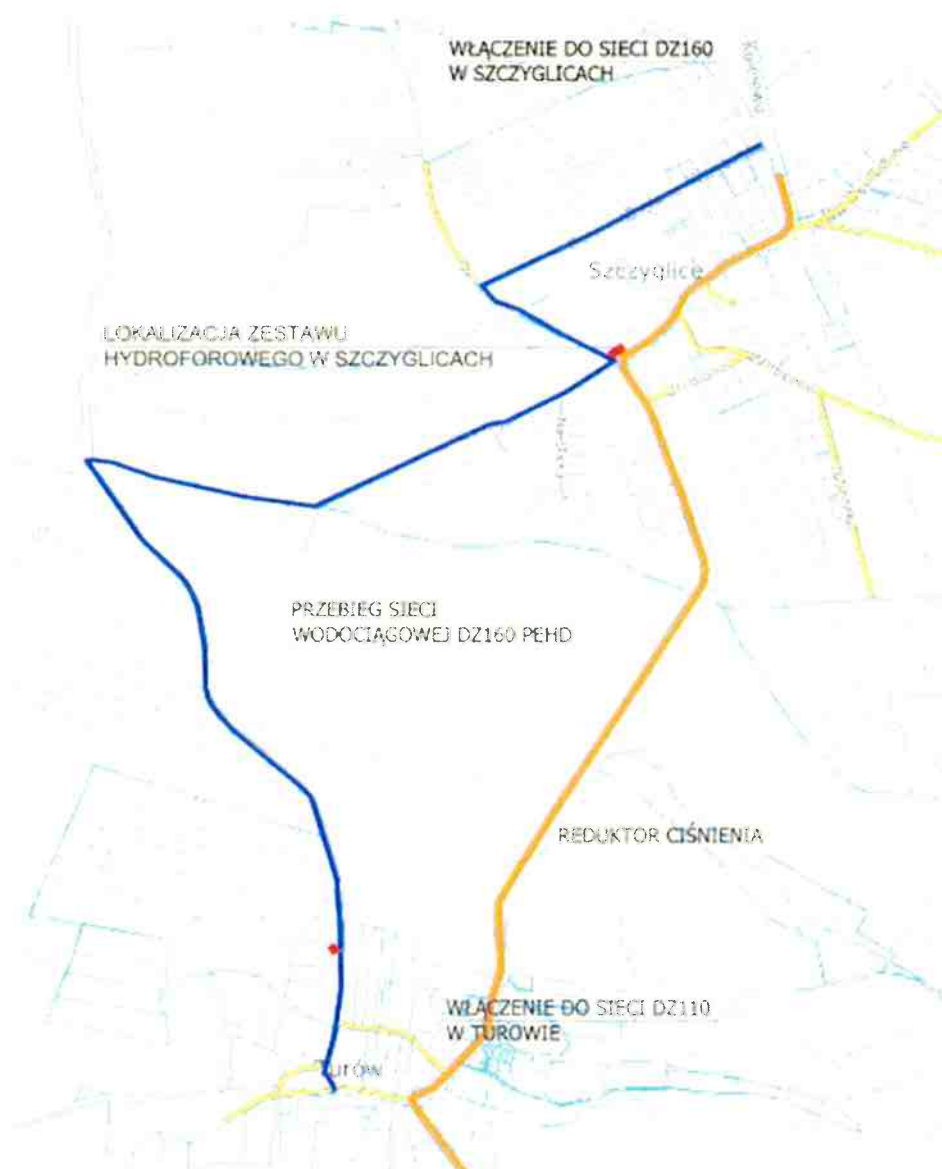 WŁĄCZENIE DO SIECI DZ160
W SZCZYGLICACH
Szczyglice
LOKALIZACJA ZESTAWU
HYDROFOROWEGO W SZCZYGLICACH
PRZEBIEG SIECI
WODOCIĄGOWEJ DZ160 PEHD
REDUKTOR CIŚNIENIA
WŁĄCZENIE DO SIECI DZ110
W TUROWIE
Turów